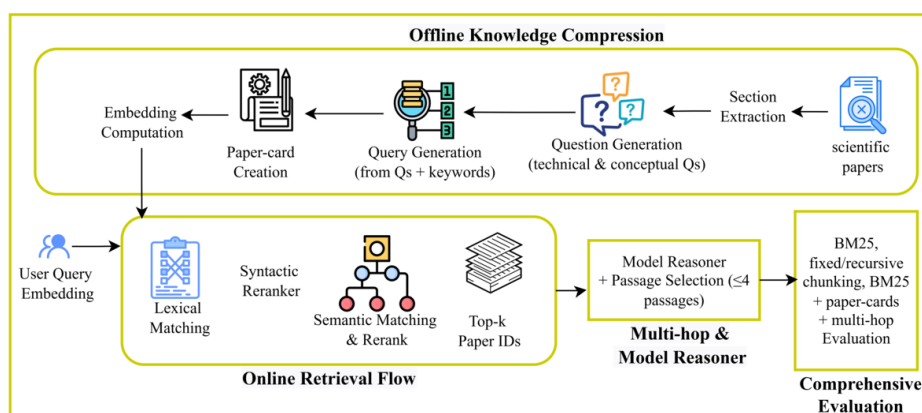 Offline Knowledge Compression
Embedding
Computation
Paper-card
Creation
1
2
3
Query Generation
(from Qs + keywords)
? ? ?
Question Generation
(technical & conceptual Qs)
Section
Extraction
scientific
papers
User Query
Embedding
Lexical
Matching
Syntactic
Reranker
Semantic Matching
& Rerank
Top-k
Paper IDs
Online Retrieval Flow
Model Reasoner
+ Passage Selection (≤4
passages)
Multi-hop &
Model Reasoner
BM25,
fixed/recursive
chunking, BM25
+ paper-cards
+ multi-hop
Evaluation
Comprehensive
Evaluation